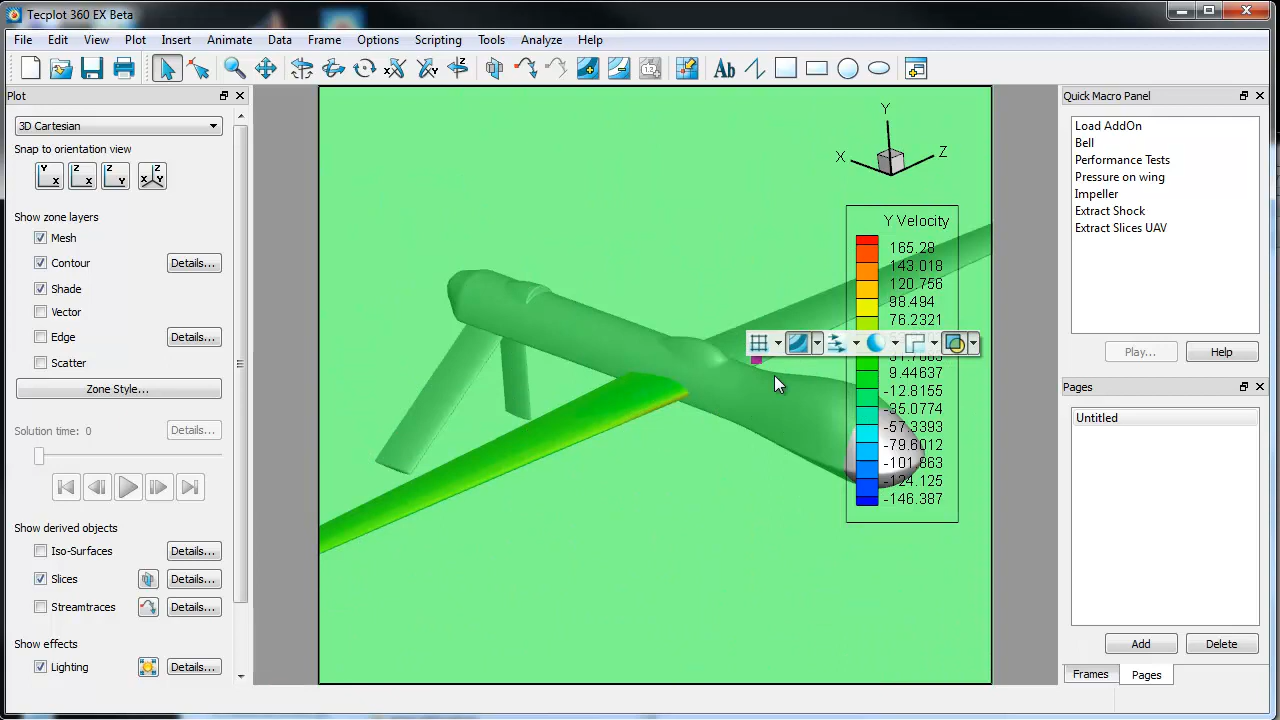 Tecplot 360 EX Beta
File Edit View Plot Insert Animate Data Frame Options Scripting Tools Analyze Help
Plot
3D Cartesian
Snap to orientation view
Y X
Z X
Z Y
Z X Y
Show zone layers
Mesh
Contour Details...
Shade
Vector
Edge Details...
Scatter
Zone Style...
Solution time: 0 Details...
Show derived objects
Iso-Surfaces Details...
Slices Details...
Streamtraces Details...
Show effects
Lighting Details...
Y
X Z
Y Velocity
165.28
143.018
120.756
98.494
76.2321
9.44637
-12.8155
-35.0774
-57.3393
-79.6012
-101.863
-124.125
-146.387
Quick Macro Panel
Load AddOn
Bell
Performance Tests
Pressure on wing
Impeller
Extract Shock
Extract Slices UAV
Play... Help
Pages
Untitled
Add Delete
Frames Pages